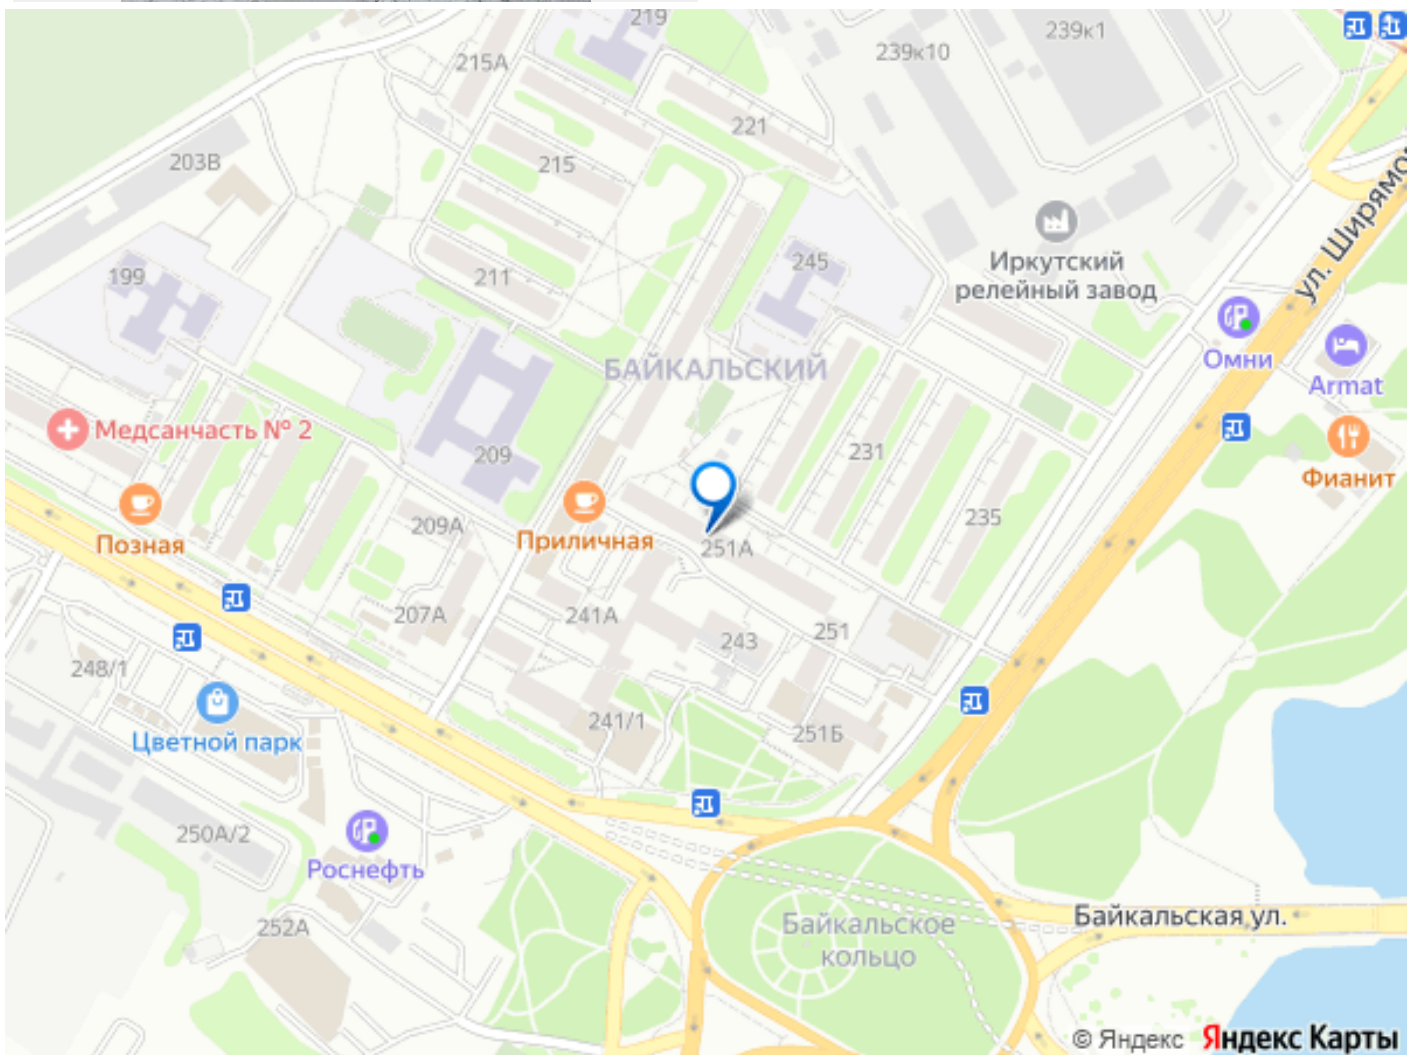 219
239к1
239к10
215А
221
203В
215
Иркутский
релейный завод
ул. Ширямо
245
199
211
Омни
Armat
БАЙКАЛЬСКИЙ
Медсанчасть № 2
209
231
Фианит
235
209А
Позная
Приличная
251А
207А
241А
243
251
248/1
241/1
251Б
Цветной парк
250А/2
Роснефть
252А
Байкальское
кольцо
Байкальская ул.
© Яндекс Яндекс Карты